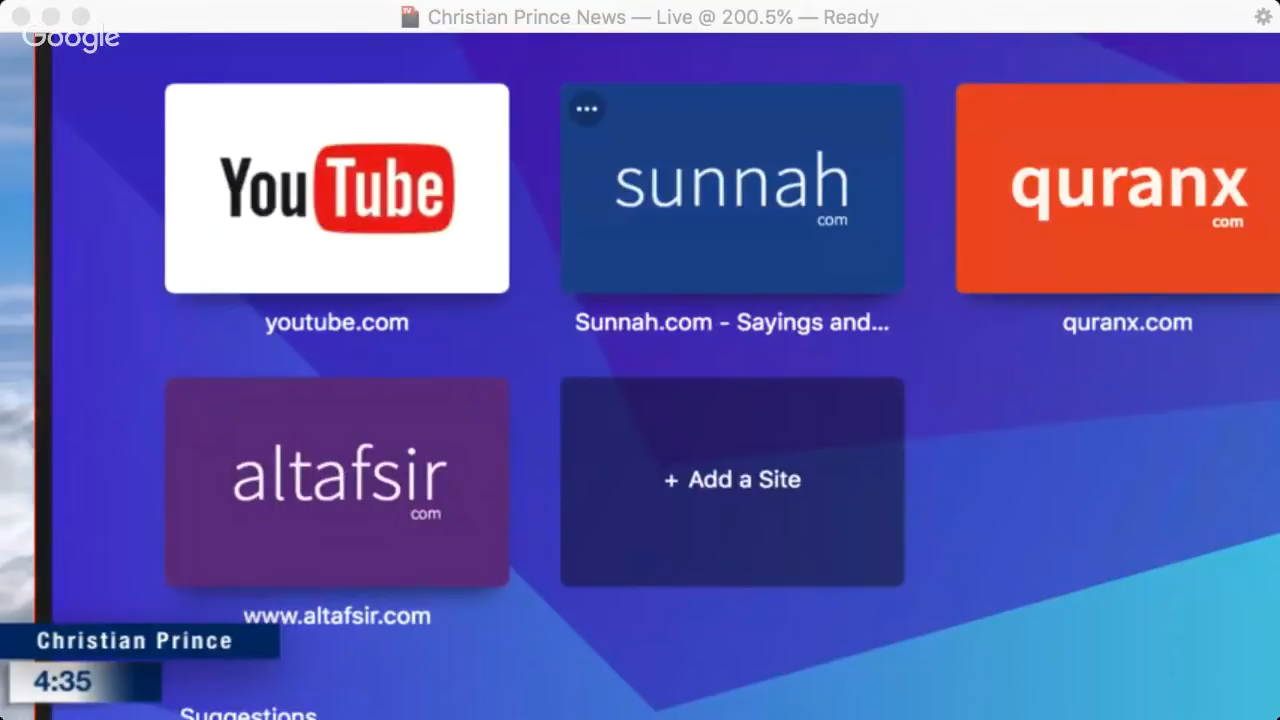 Christian Prince News — Live @ 200.5% — Ready
Google
YouTube
sunnah
com
quranx
com
youtube.com
Sunnah.com - Sayings and...
quranx.com
altafsir
com
+ Add a Site
www.altafsir.com
Christian Prince
4:35
Suggestions